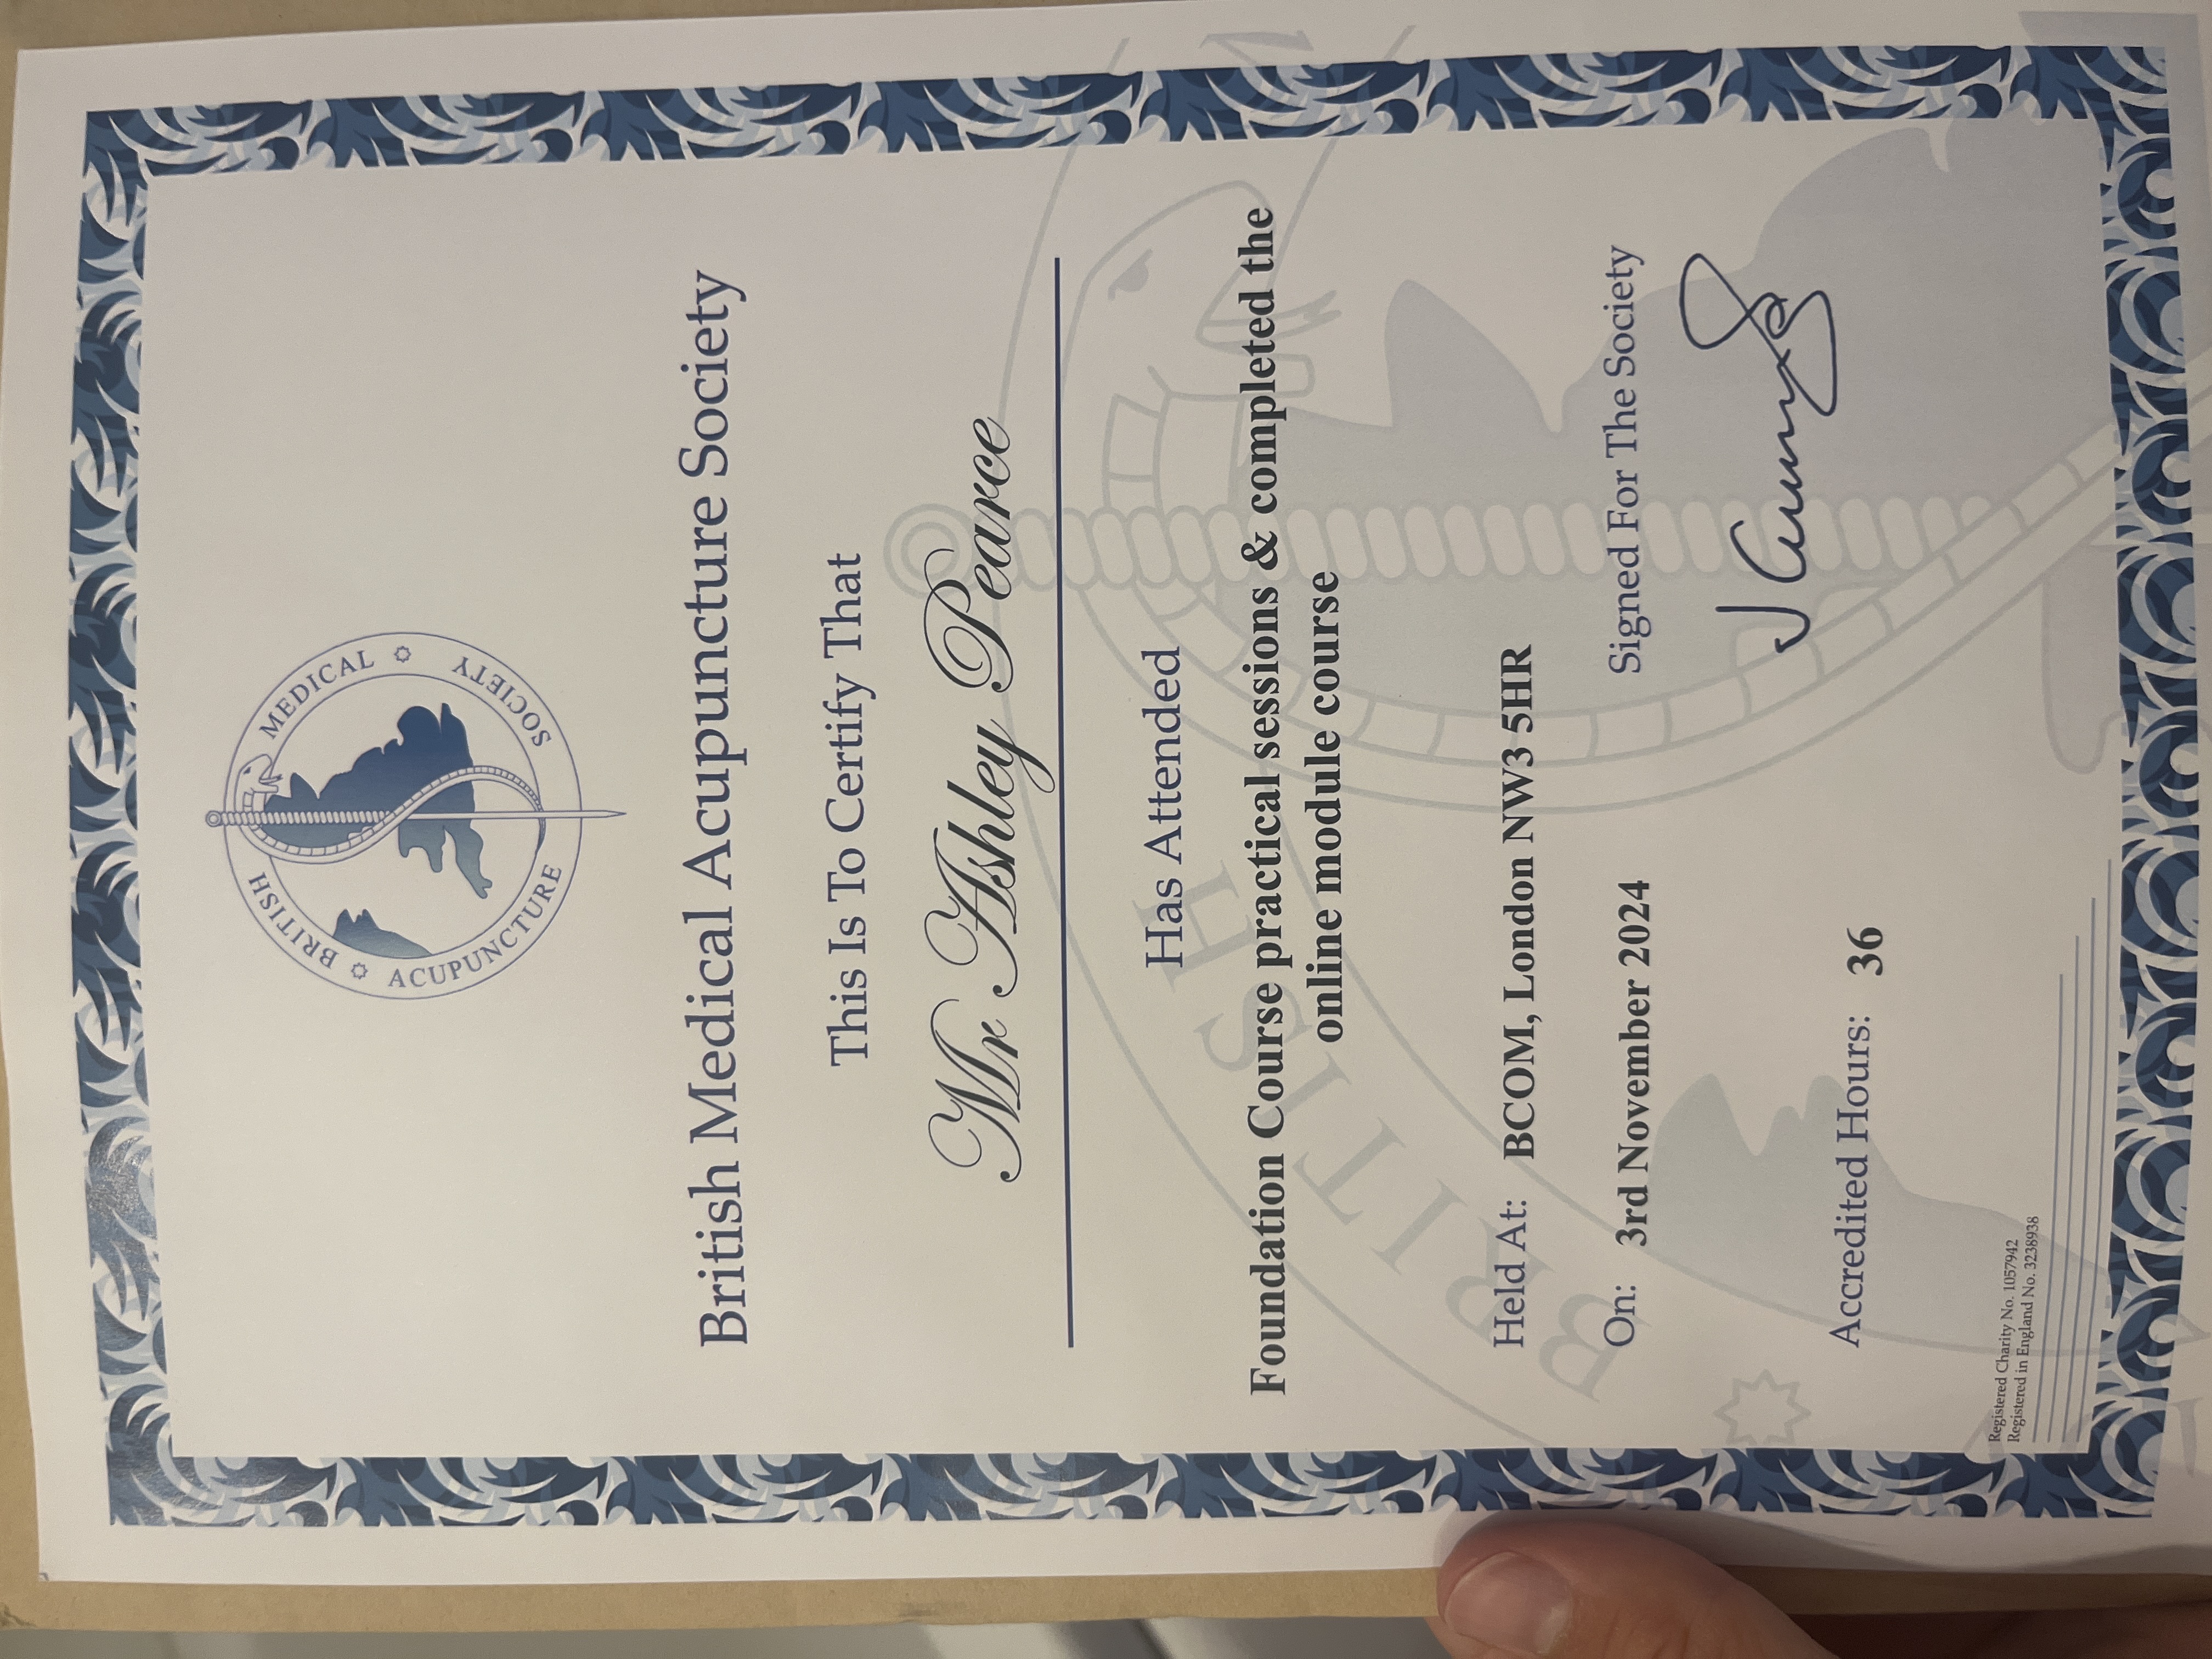 BRITISH MEDICAL
ACUPUNCTURE SOCIETY
British Medical Acupuncture Society
This Is To Certify That
Mr Ashley Pearce
Has Attended
Foundation Course practical sessions & completed the
online module course
Held At: BCOM, London NW3 5HR
On: 3rd November 2024
Signed For The Society
Accredited Hours: 36
Registered Charity No. 1057942
Registered in England No. 3238938
BRITISH